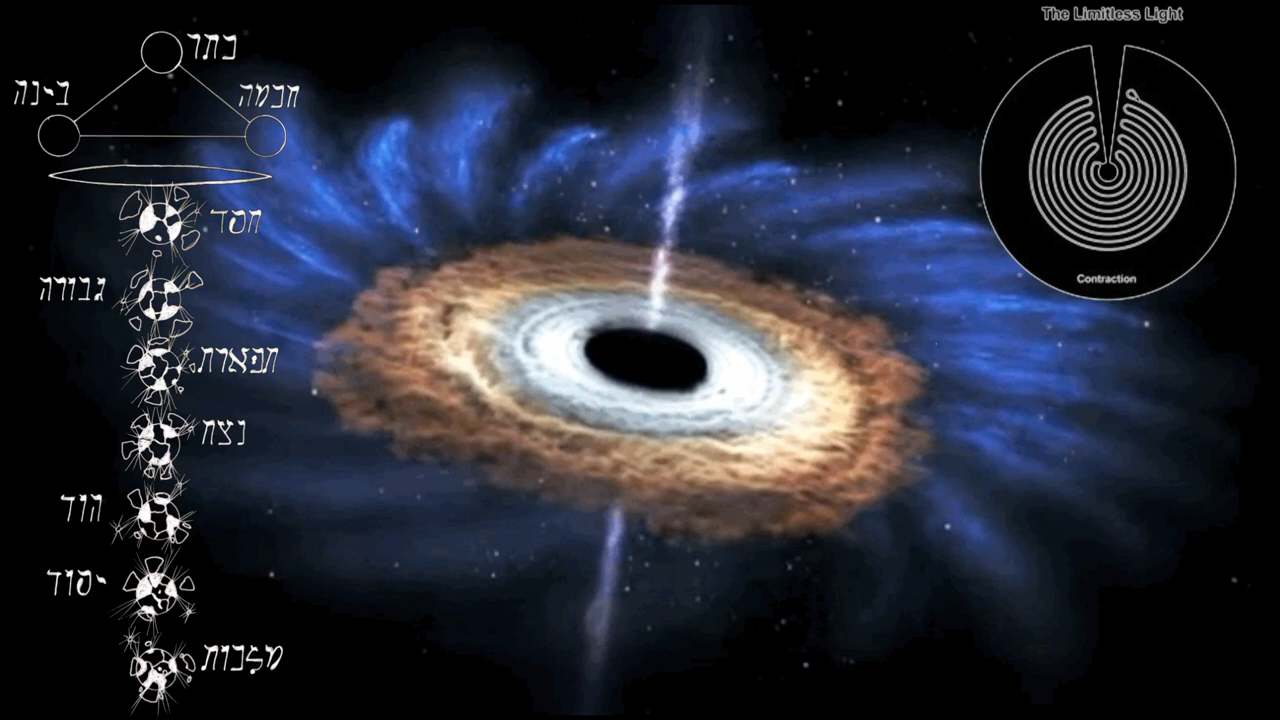 The Limitless Light
כתר
בינה
חכמה
חסד
גבורה
תפארת
נצח
הוד
יסוד
מלכות
Contraction